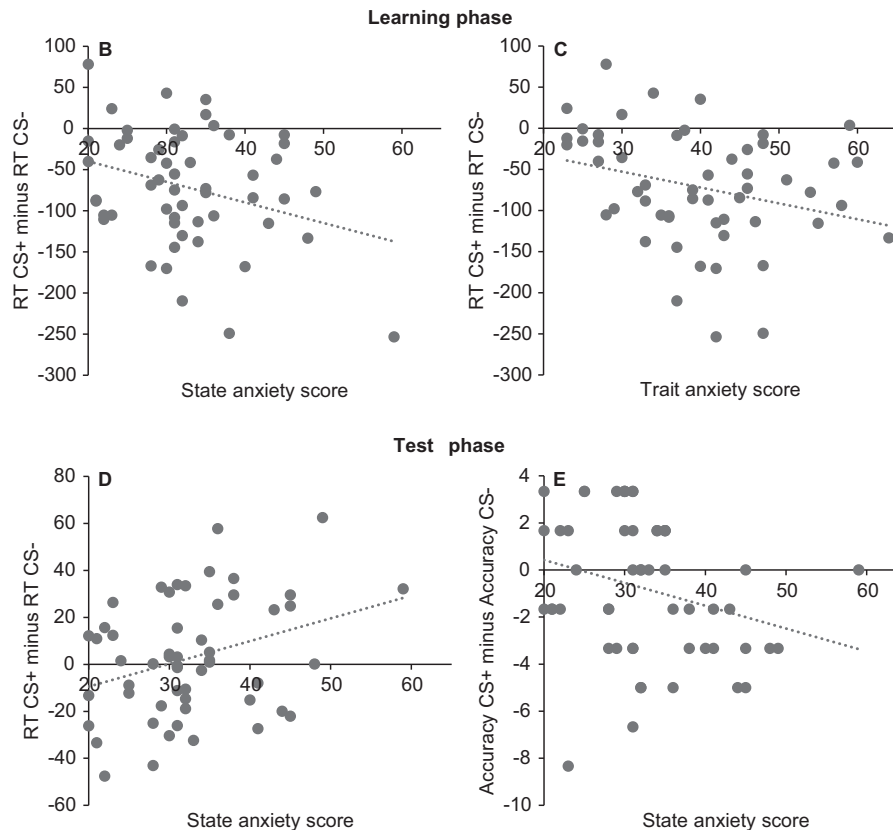 Learning phase
B
100
50
0
-50
-100
-150
-200
-250
-300
20 30 40 50 60
RT CS+ minus RT CS-
State anxiety score
C
100
50
0
-50
-100
-150
-200
-250
-300
20 30 40 50 60
RT CS+ minus RT CS-
Trait anxiety score
Test phase
D
80
60
40
20
0
-20
-40
-60
20 30 40 50 60
RT CS+ minus RT CS-
State anxiety score
E
4
2
0
-2
-4
-6
-8
-10
20 30 40 50 60
Accuracy CS+ minus Accuracy CS-
State anxiety score